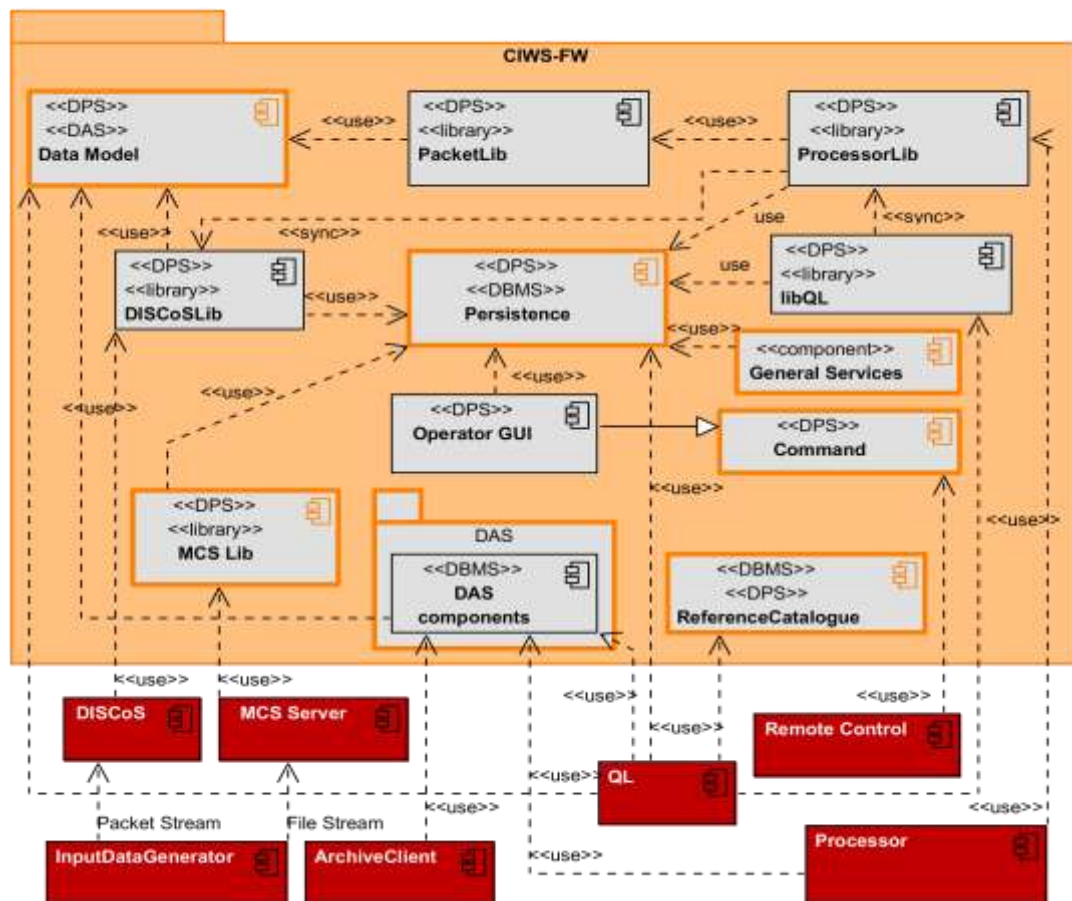 CIWS-FW
<<DPS>>
<<DAS>>
Data Model
<<use>>
<<DPS>>
<<library>>
PacketLib
<<use>>
<<DPS>>
<<library>>
ProcessorLib
<<use>>
<<sync>>
use
<<sync>>
<<DPS>>
<<library>>
DISCoSLib
<<use>>
<<DPS>>
<<DBMS>>
Persistence
use
<<DPS>>
<<library>>
libQL
<<use>>
<<component>>
General Services
<<use>>
<<use>>
<<use>>
<<DPS>>
Operator GUI
<<DPS>>
Command
<<use>>
<<use>>
<<DPS>>
<<library>>
MCS Lib
DAS
<<DBMS>>
DAS
components
<<DBMS>>
<<DPS>>
ReferenceCatalogue
<<use>>
<<use>>
<<use>>
<<use>>
DISCoS
MCS Server
<<use>>
Remote Control
<<use>>
QL
<<use>>
Packet Stream
File Stream
<<use>>
InputDataGenerator
ArchiveClient
<<use>>
Processor